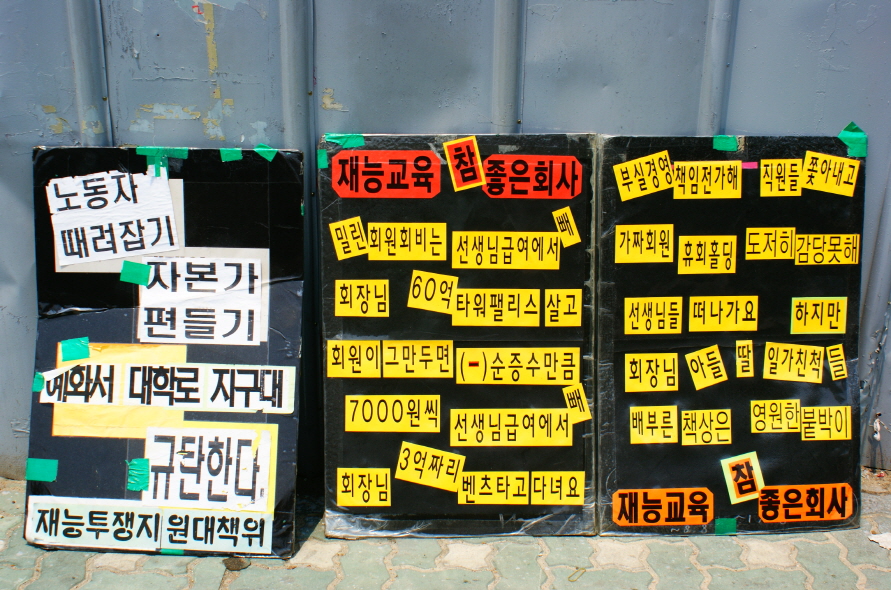 노동자
때려잡기
자본가
편들기
혜화서 대학로 지구대
규단한다.
재능투쟁지원대책위
재능교육 참 좋은회사
밀린 회원회비는 선생님급여에서 빼
회장님 60억 타워팰리스 살고
회원이 그만두면 (-)순증수만큼
7000원씩 선생님급여에서 빼
회장님 3억짜리 벤츠타고 다녀요
부실경영 책임전가해 직원들 쫓아내고
가짜회원 휴회홀딩 도저히 감당못해
선생님들 떠나가요 하지만
회장님 아들 딸 일가친척들
배부른 책상은 영원한 붙박이
재능교육 참 좋은회사